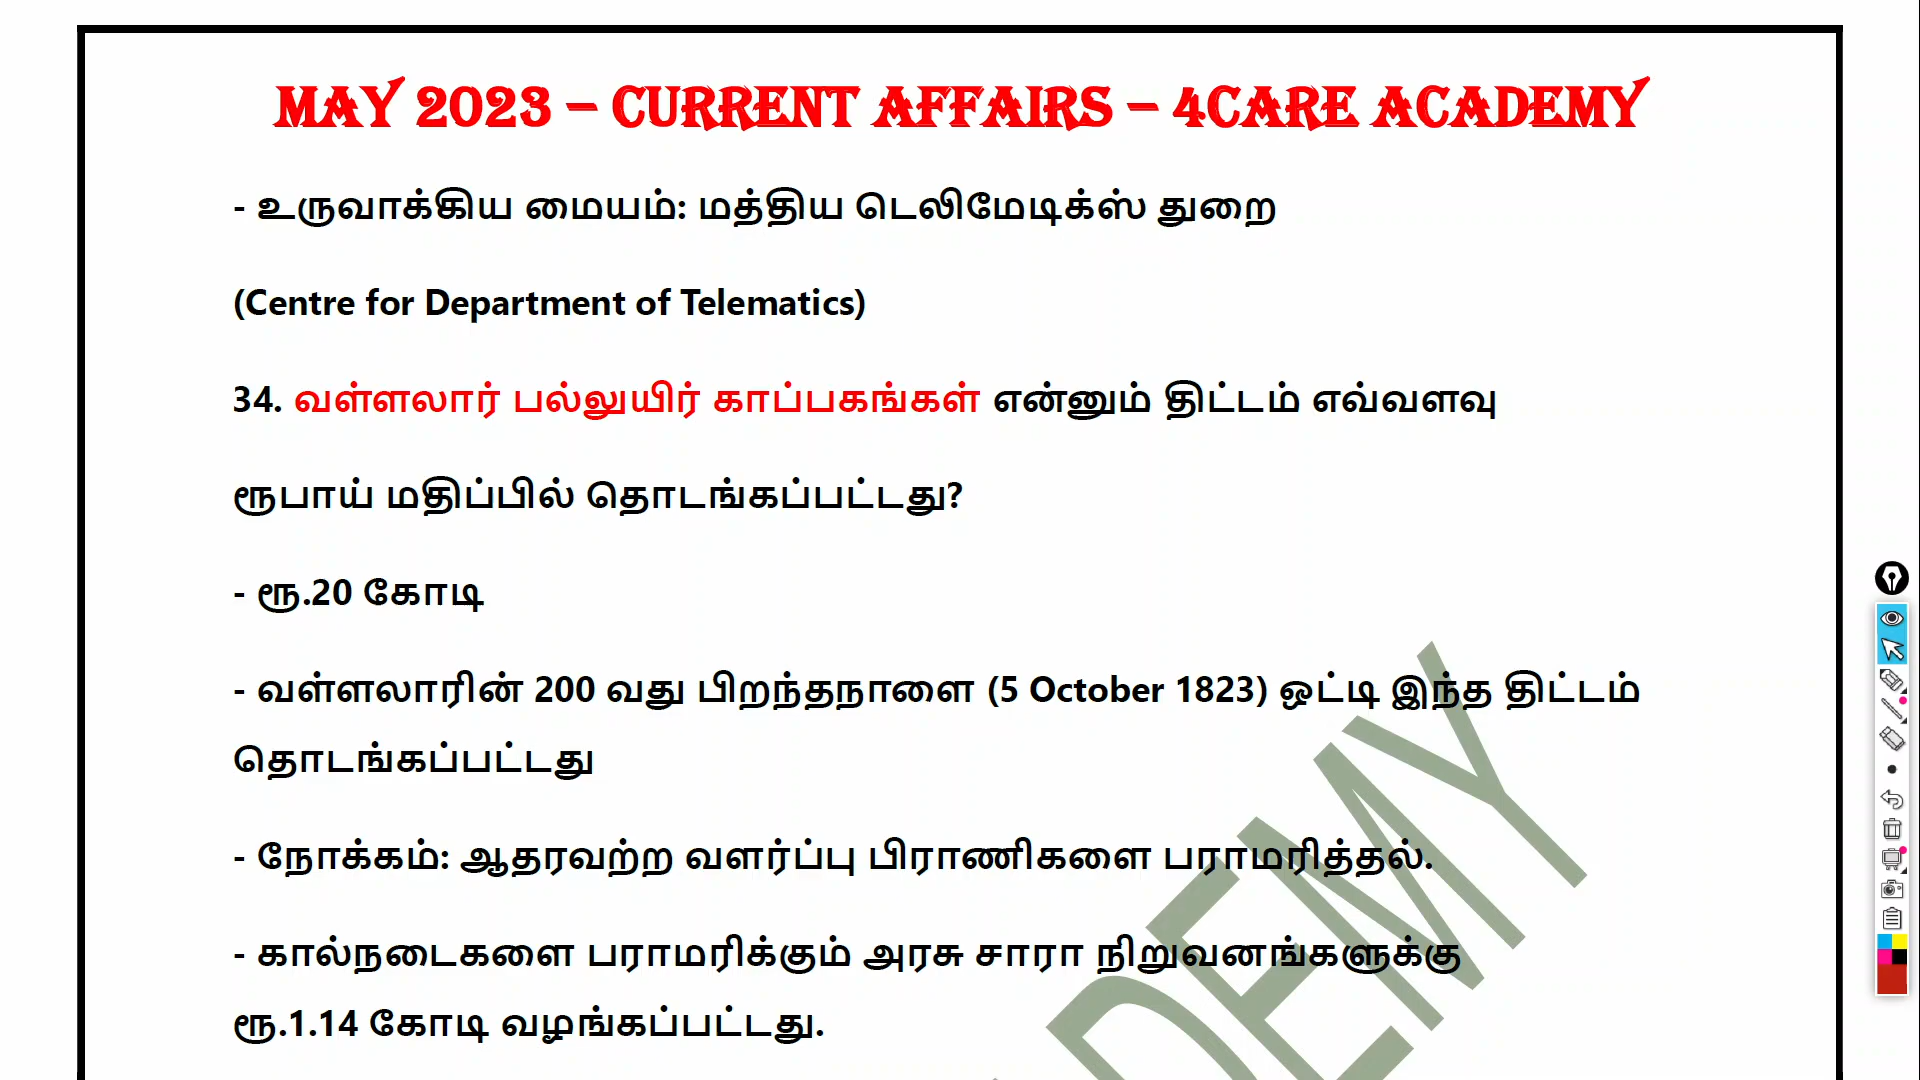 MAY 2023 – CURRENT AFFAIRS – 4CARE ACADEMY
- உருவாக்கிய மையம்: மத்திய டெலிமேடிக்ஸ் துறை
(Centre for Department of Telematics)
34. வள்ளலார் பல்லுயிர் காப்பகங்கள் என்னும் திட்டம் எவ்வளவு
ரூபாய் மதிப்பில் தொடங்கப்பட்டது?
- ரூ.20 கோடி
- வள்ளலாரின் 200 வது பிறந்தநாளை (5 October 1823) ஒட்டி இந்த திட்டம்
தொடங்கப்பட்டது
- நோக்கம்: ஆதரவற்ற வளர்ப்பு பிராணிகளை பராமரித்தல்.
- கால்நடைகளை பராமரிக்கும் அரசு சாரா நிறுவனங்களுக்கு
ரூ.1.14 கோடி வழங்கப்பட்டது.
DEMY